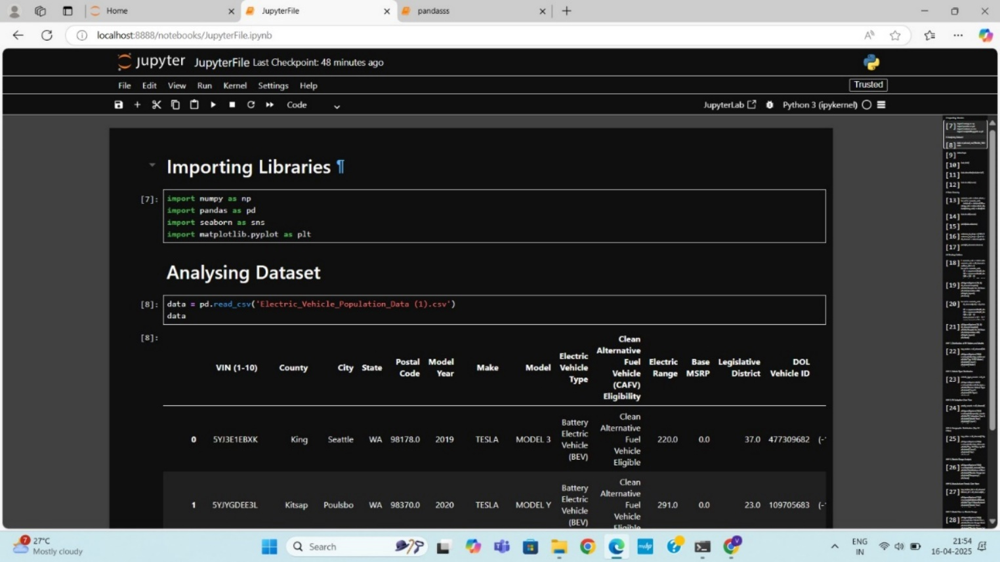 Home
JupyterFile
pandasss
localhost:8888/notebooks/JupyterFile.ipynb
jupyter JupyterFile Last Checkpoint: 48 minutes ago
File Edit View Run Kernel Settings Help
Trusted
Code
JupyterLab Python 3 (ipykernel)
Importing Libraries ¶
[7]: import numpy as np
import pandas as pd
import seaborn as sns
import matplotlib.pyplot as plt
Analysing Dataset
[8]: data = pd.read_csv('Electric_Vehicle_Population_Data (1).csv')
data
[8]:
VIN (1-10) County City State Postal Code Model Year Make Model Electric Vehicle Type Clean Alternative Fuel Vehicle (CAFV) Eligibility Electric Range Base MSRP Legislative District DOL Vehicle ID
0 5YJ3E1EBXK King Seattle WA 98178.0 2019 TESLA MODEL 3 Battery Electric Vehicle (BEV) Clean Alternative Fuel Vehicle Eligible 220.0 0.0 37.0 477309682
1 5YJYGDEE3L Kitsap Poulsbo WA 98370.0 2020 TESLA MODEL Y Battery Electric Vehicle (BEV) Clean Alternative Fuel Vehicle Eligible 291.0 0.0 23.0 109705683
[7]
[8]
[9]
[10]
[11]
[12]
[13]
[14]
[15]
[16]
[17]
[18]
[19]
[20]
[21]
[22]
[23]
[24]
[25]
[26]
[27]
[28]
7
27°C
Mostly cloudy
Search
ENG
IN
21:54
16-04-2025